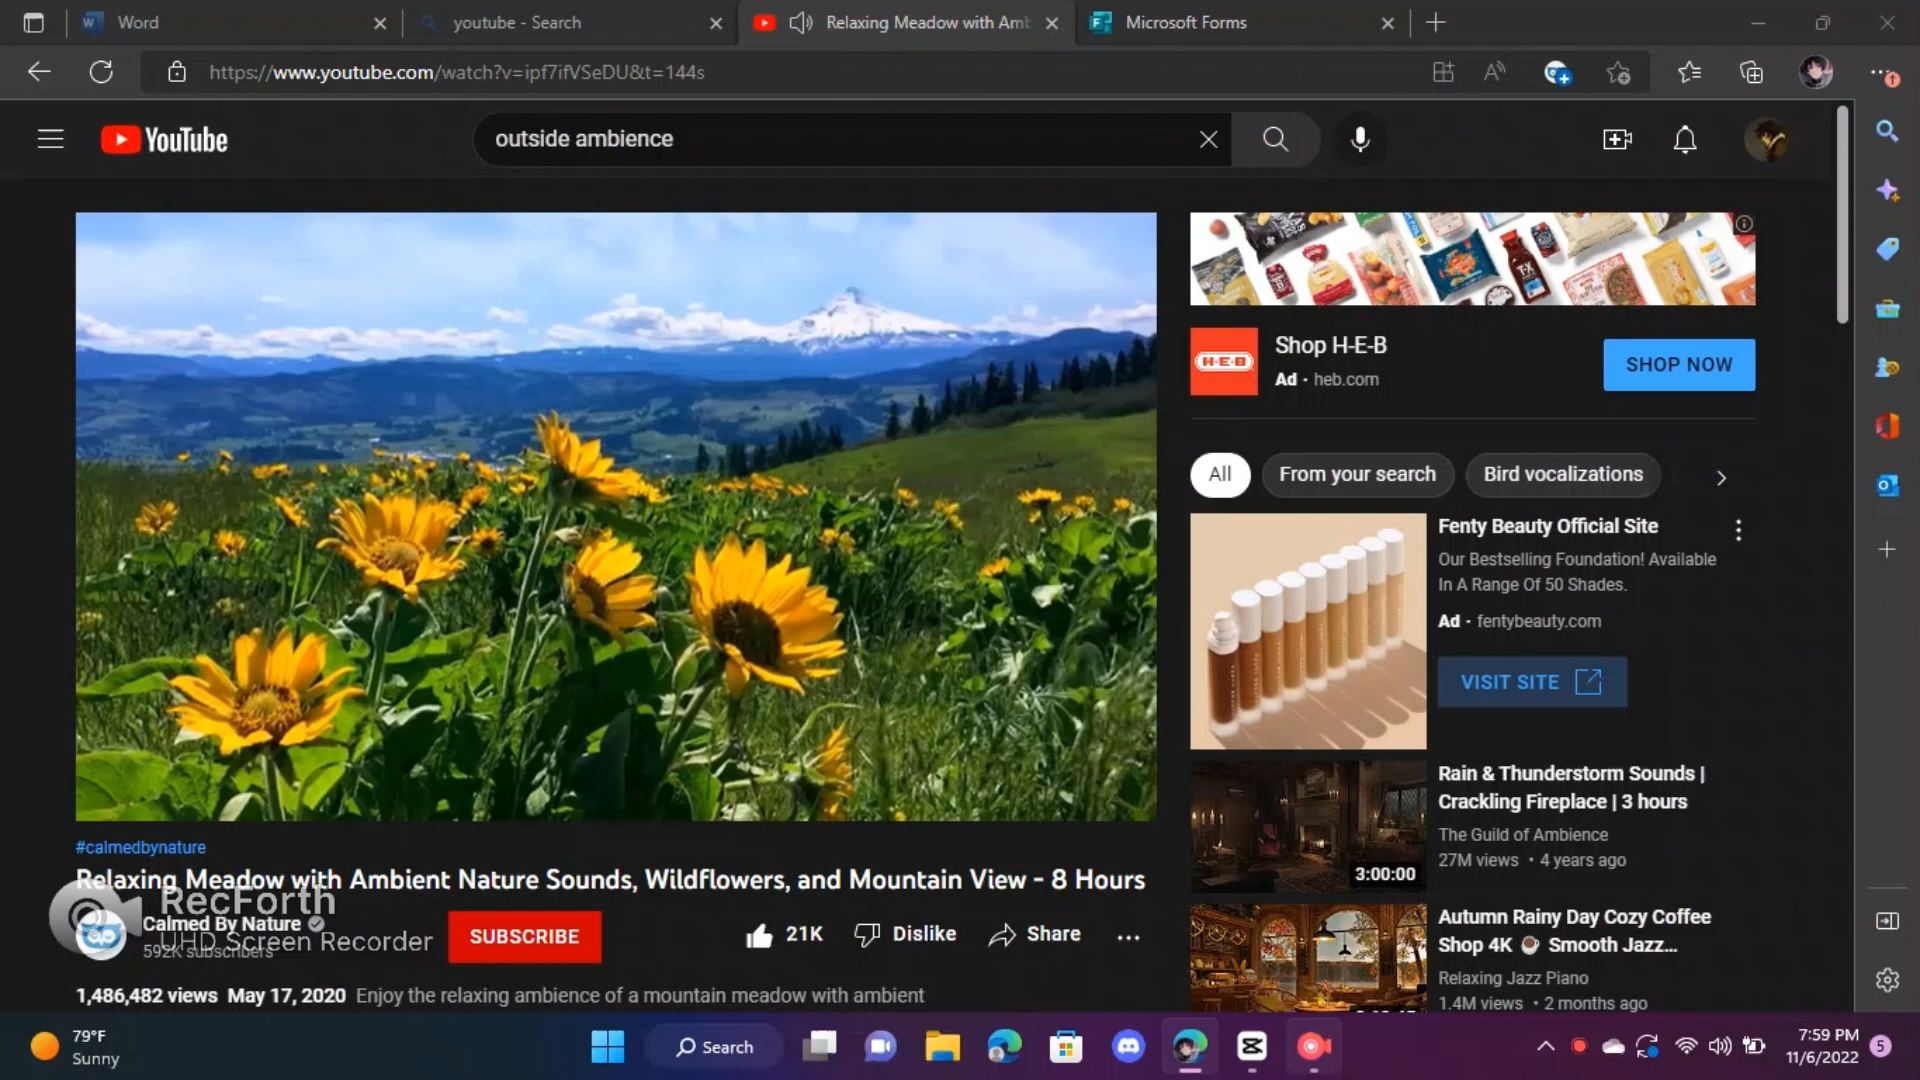 Word
youtube - Search
Relaxing Meadow with Amb
Microsoft Forms
https://www.youtube.com/watch?v=ipf7ifVSeDU&t=144s
YouTube
outside ambience
H-E-B
Shop H-E-B
Ad • heb.com
SHOP NOW
All
From your search
Bird vocalizations
Fenty Beauty Official Site
Our Bestselling Foundation! Available
In A Range Of 50 Shades.
Ad • fentybeauty.com
VISIT SITE
Rain & Thunderstorm Sounds |
Crackling Fireplace | 3 hours
The Guild of Ambience
27M views • 4 years ago
3:00:00
Autumn Rainy Day Cozy Coffee
Shop 4K ☕ Smooth Jazz...
Relaxing Jazz Piano
1.4M views • 2 months ago
#calmedbynature
Relaxing Meadow with Ambient Nature Sounds, Wildflowers, and Mountain View - 8 Hours
RecForth
UHD Screen Recorder
Calmed By Nature
592K subscribers
SUBSCRIBE
21K
Dislike
Share
1,486,482 views May 17, 2020 Enjoy the relaxing ambience of a mountain meadow with ambient
79°F
Sunny
Search
7:59 PM
11/6/2022
5